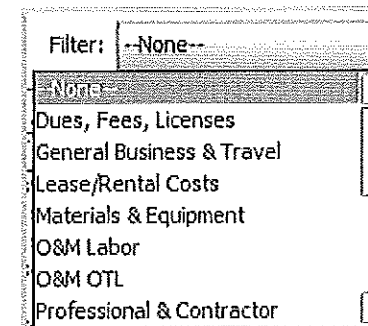 Filter: --None--
--None--
Dues, Fees, Licenses
General Business & Travel
Lease/Rental Costs
Materials & Equipment
O&M Labor
O&M OTL
Professional & Contractor